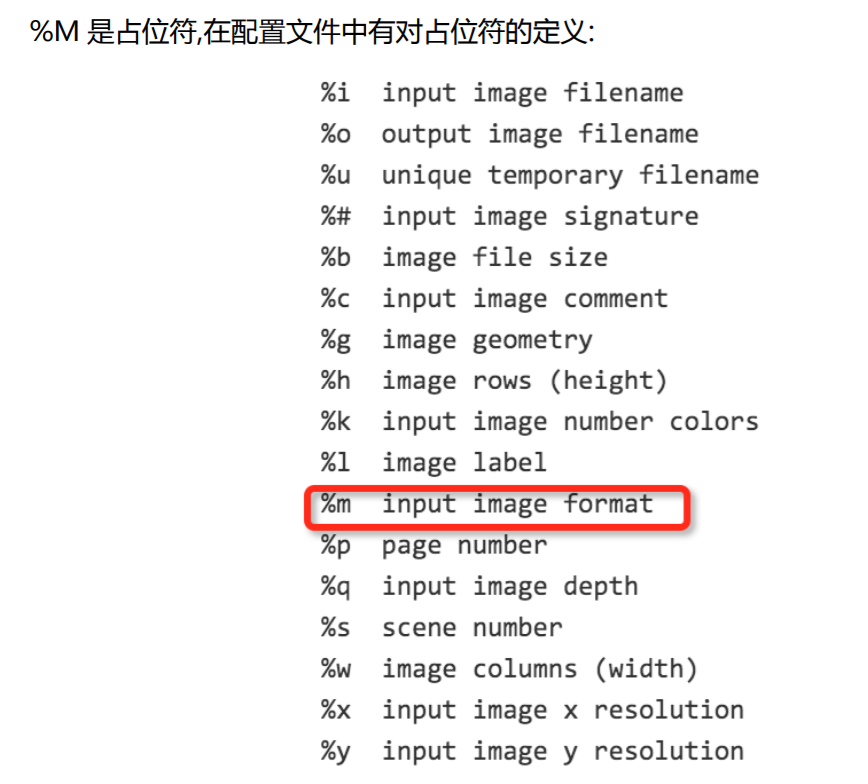 %M 是占位符,在配置文件中有对占位符的定义:
%i input image filename
%o output image filename
%u unique temporary filename
%# input image signature
%b image file size
%c input image comment
%g image geometry
%h image rows (height)
%k input image number colors
%l image label
%m input image format
%p page number
%q input image depth
%s scene number
%w image columns (width)
%x input image x resolution
%y input image y resolution